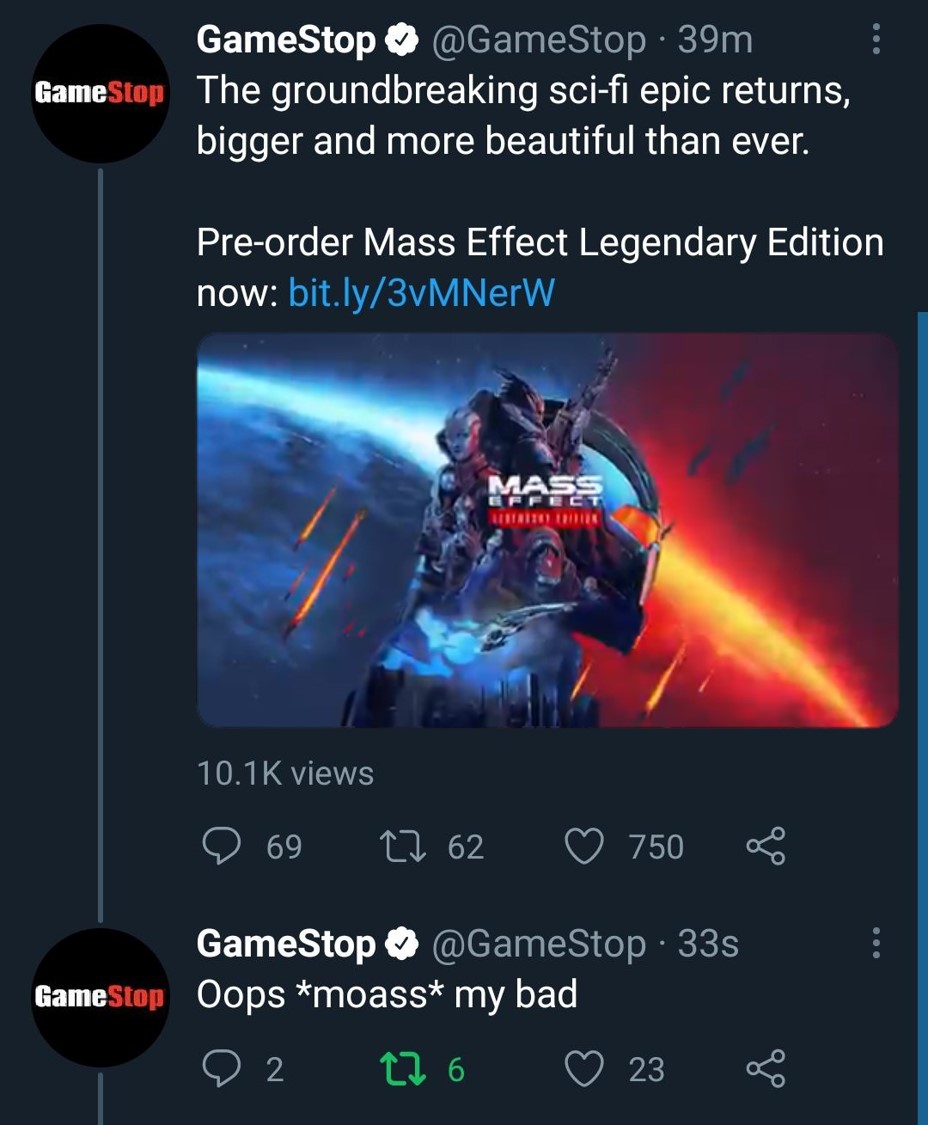 GameStop @GameStop · 39m
GameStop
The groundbreaking sci-fi epic returns,
bigger and more beautiful than ever.
Pre-order Mass Effect Legendary Edition
now: bit.ly/3vMNerW
MASS
EFFECT
LEGENDARY EDITION
10.1K views
69 62 750
GameStop @GameStop · 33s
GameStop
Oops *moass* my bad
2 6 23